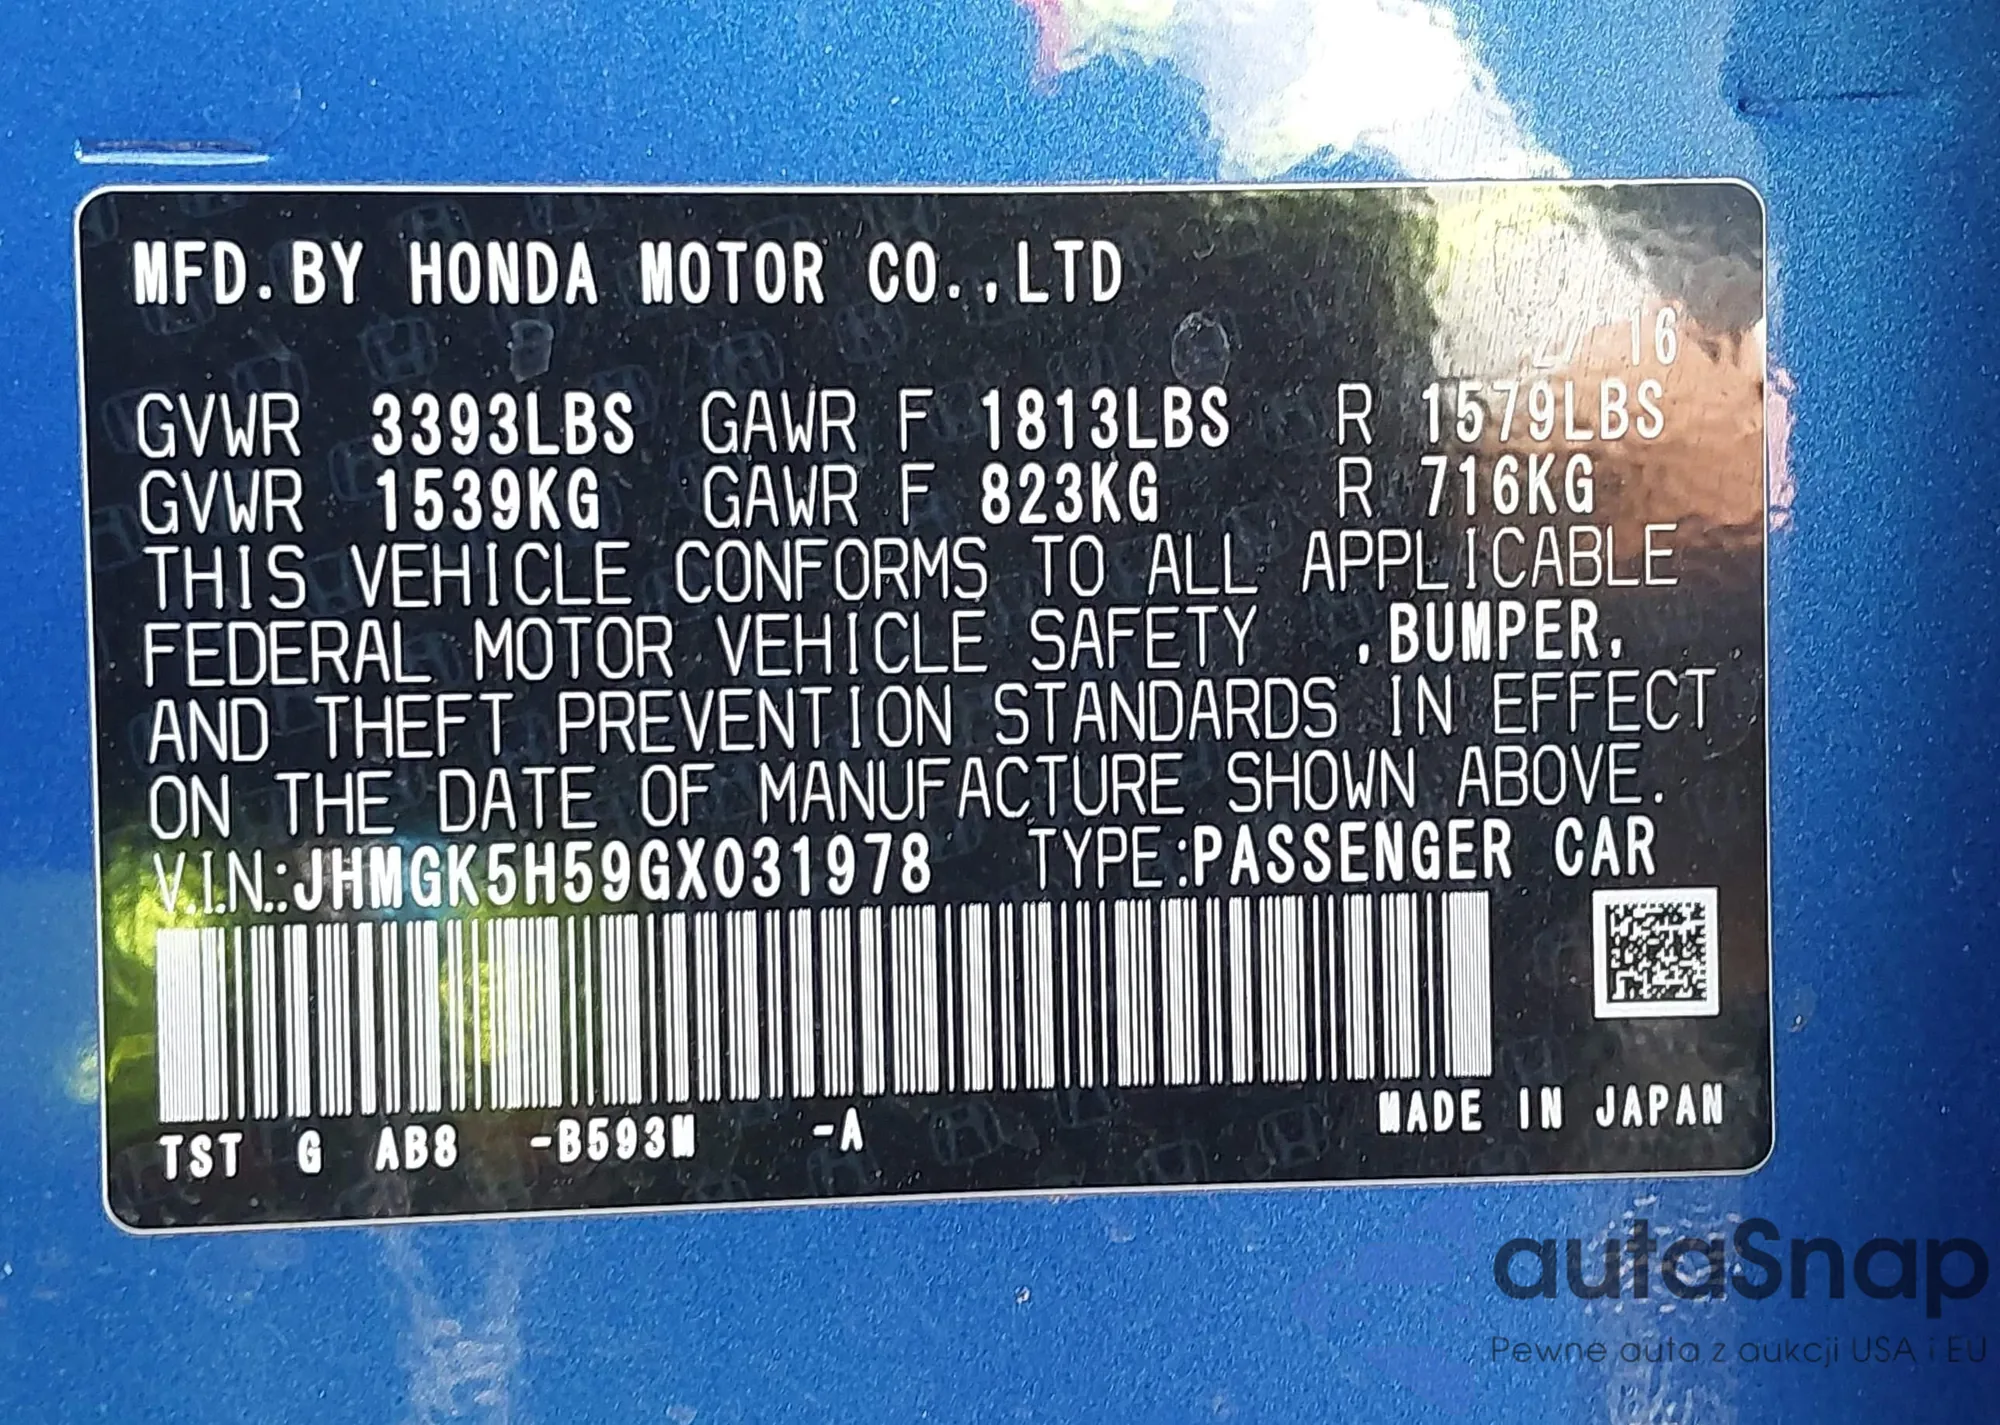 MFD.BY HONDA MOTOR CO.,LTD
16
GVWR 3393LBS GAWR F 1813LBS R 1579LBS
GVWR 1539KG GAWR F 823KG R 716KG
THIS VEHICLE CONFORMS TO ALL APPLICABLE
FEDERAL MOTOR VEHICLE SAFETY ,BUMPER,
AND THEFT PREVENTION STANDARDS IN EFFECT
ON THE DATE OF MANUFACTURE SHOWN ABOVE.
V.I.N.:JHMGK5H59GX031978 TYPE:PASSENGER CAR
TST G AB8 -B593M -A MADE IN JAPAN
autaSnap
Pewne auta z aukcji USA i EU